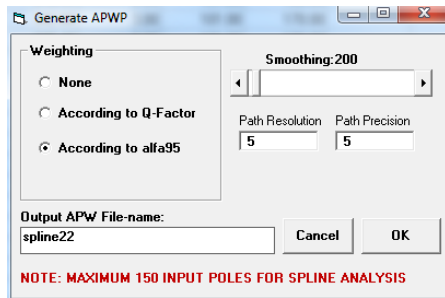 Generate APWP
Weighting
None
According to Q-Factor
According to alfa95
Smoothing:200
Path Resolution Path Precision
5 5
Output APW File-name:
spline22
Cancel OK
NOTE: MAXIMUM 150 INPUT POLES FOR SPLINE ANALYSIS